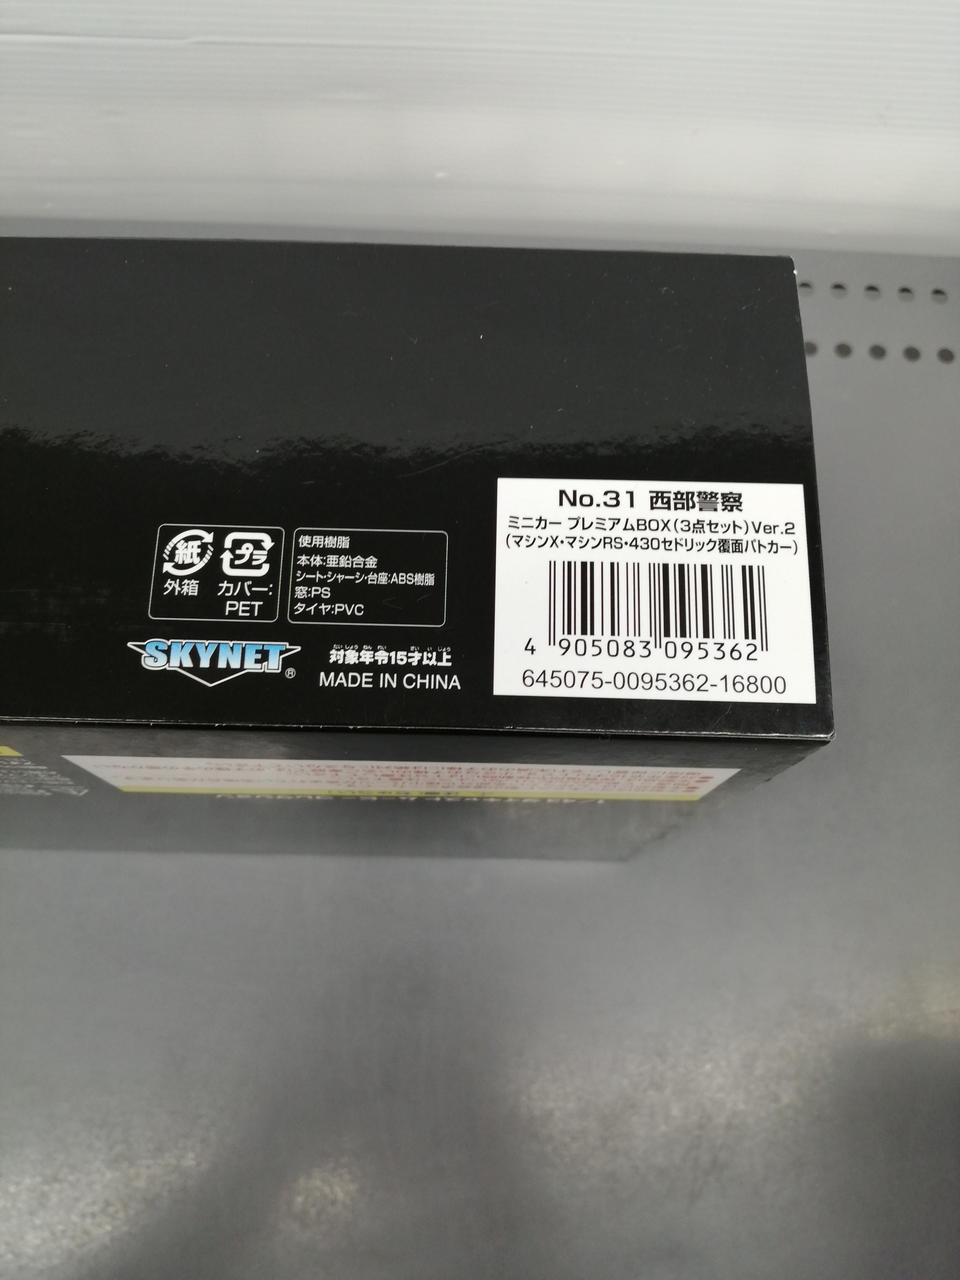 No.31 西部警察
ミニカー プレミアムBOX(3点セット)Ver.2
(マシンX・マシンRS・430セドリック覆面パトカー)
4 905083 095362
645075-0095362-16800
紙
外箱
プラ
カバー:
PET
使用樹脂
本体:亜鉛合金
シート・シャーシ・台座:ABS樹脂
窓:PS
タイヤ:PVC
SKYNET®
対象年令15才以上
MADE IN CHINA